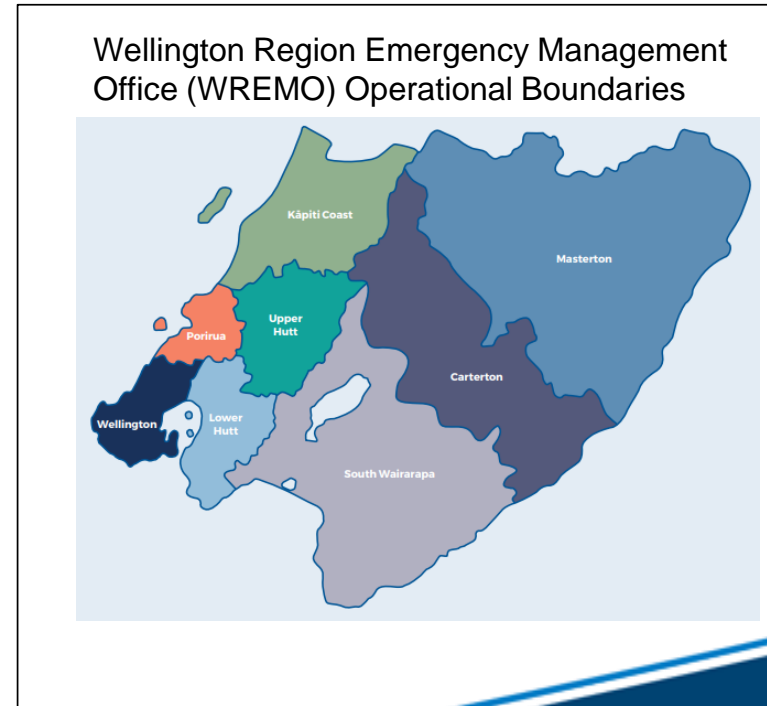 Wellington Region Emergency Management
Office (WREMO) Operational Boundaries
Kāpiti Coast
Masterton
Upper
Hutt
Porirua
Carterton
Wellington
Lower
Hutt
South Wairarapa